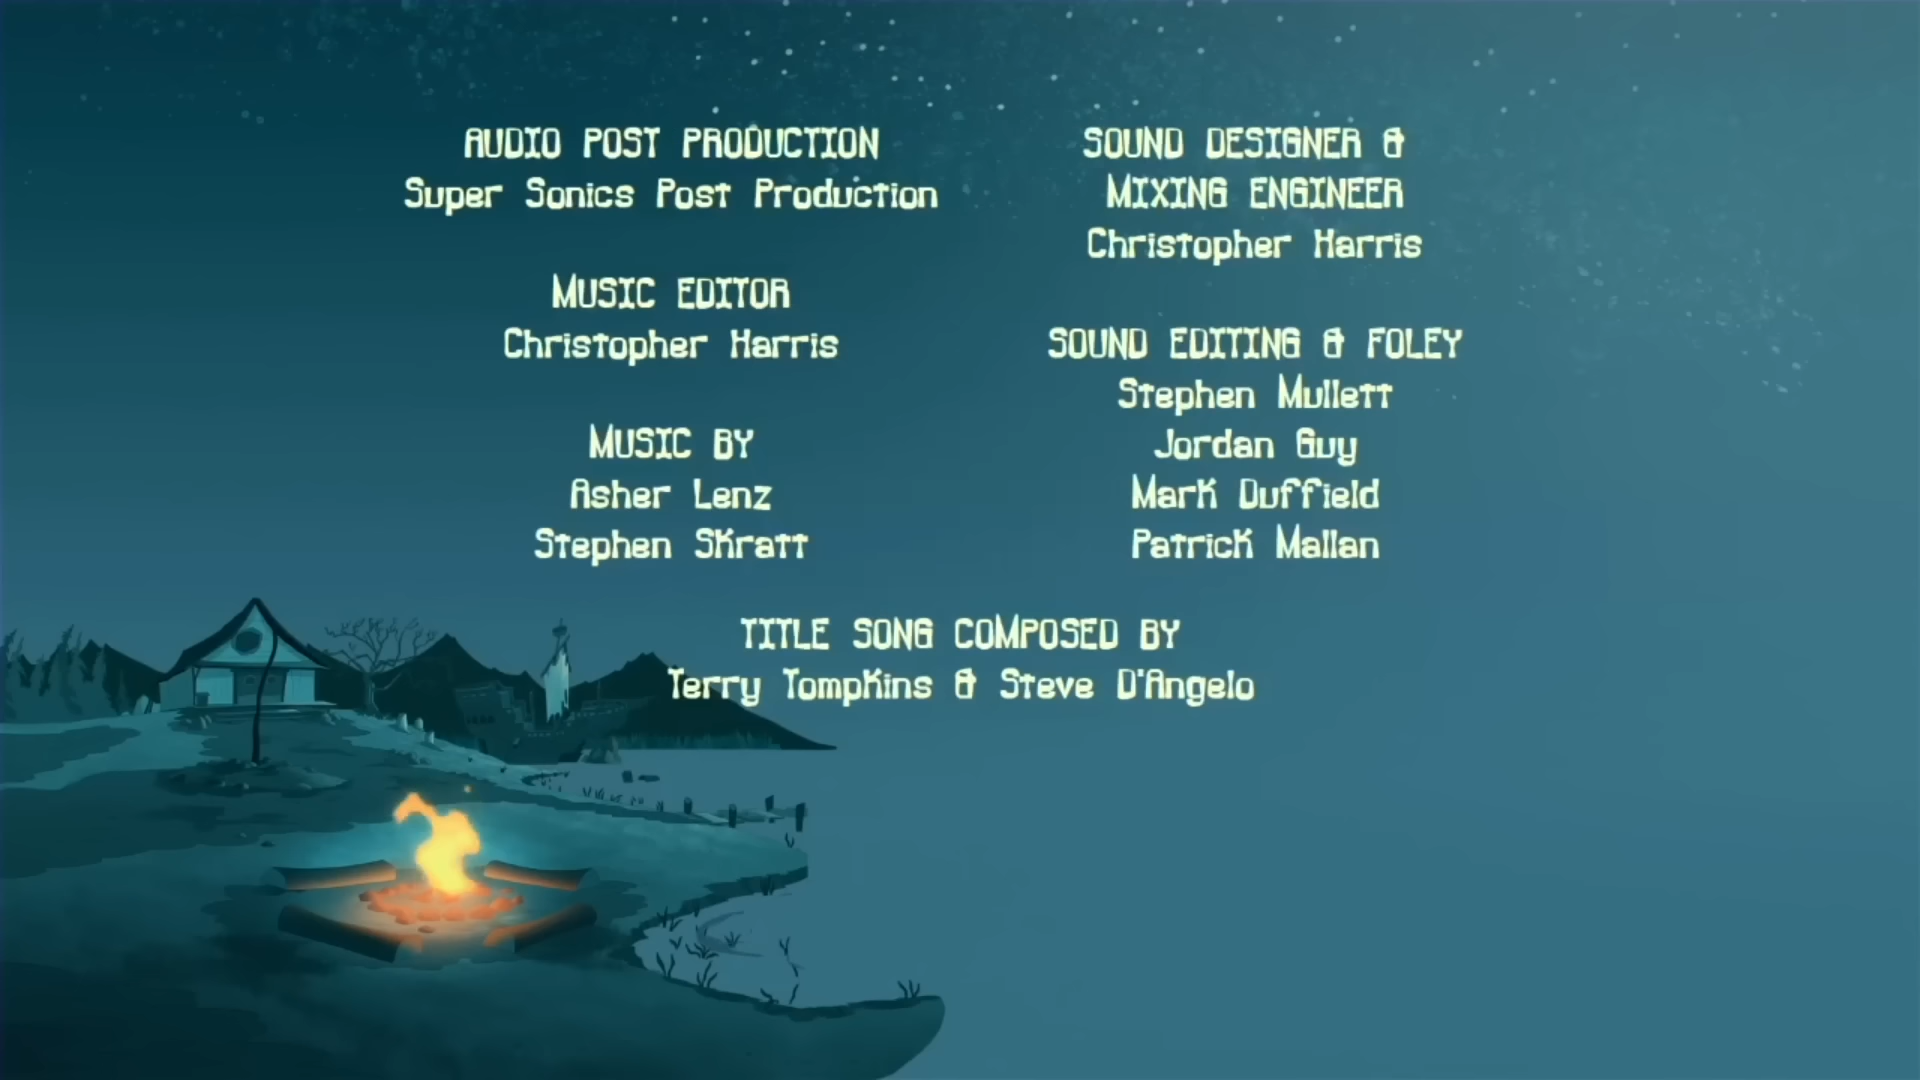 AUDIO POST PRODUCTION
Super Sonics Post Production
MUSIC EDITOR
Christopher Harris
MUSIC BY
Asher Lenz
Stephen Skratt
SOUND DESIGNER &
MIXING ENGINEER
Christopher Harris
SOUND EDITING & FOLEY
Stephen Mullett
Jordan Guy
Mark Duffield
Patrick Mallan
TITLE SONG COMPOSED BY
Terry Tompkins & Steve D'Angelo